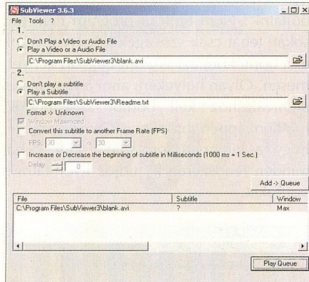 SubViewer 3.6.3
File Tools ?
1.
Don't Play a Video or Audio File
Play a Video or a Audio File
C:\Program Files\SubViewer3\blank.avi
2.
Don't play a subtitle
Play a Subtitle
C:\Program Files\SubViewer3\Readme.txt
Format -> Unknown
Window Maximized
Convert this subtitle to another Frame Rate (FPS)
FPS: 30 -> 30
Increase or Decrease the beginning of subtitle in Milliseconds (1000 ms = 1 Sec.)
Delay: 0
Add -> Queue
File Subtitle Window
C:\Program Files\SubViewer3\blank.avi ? Max
Play Queue